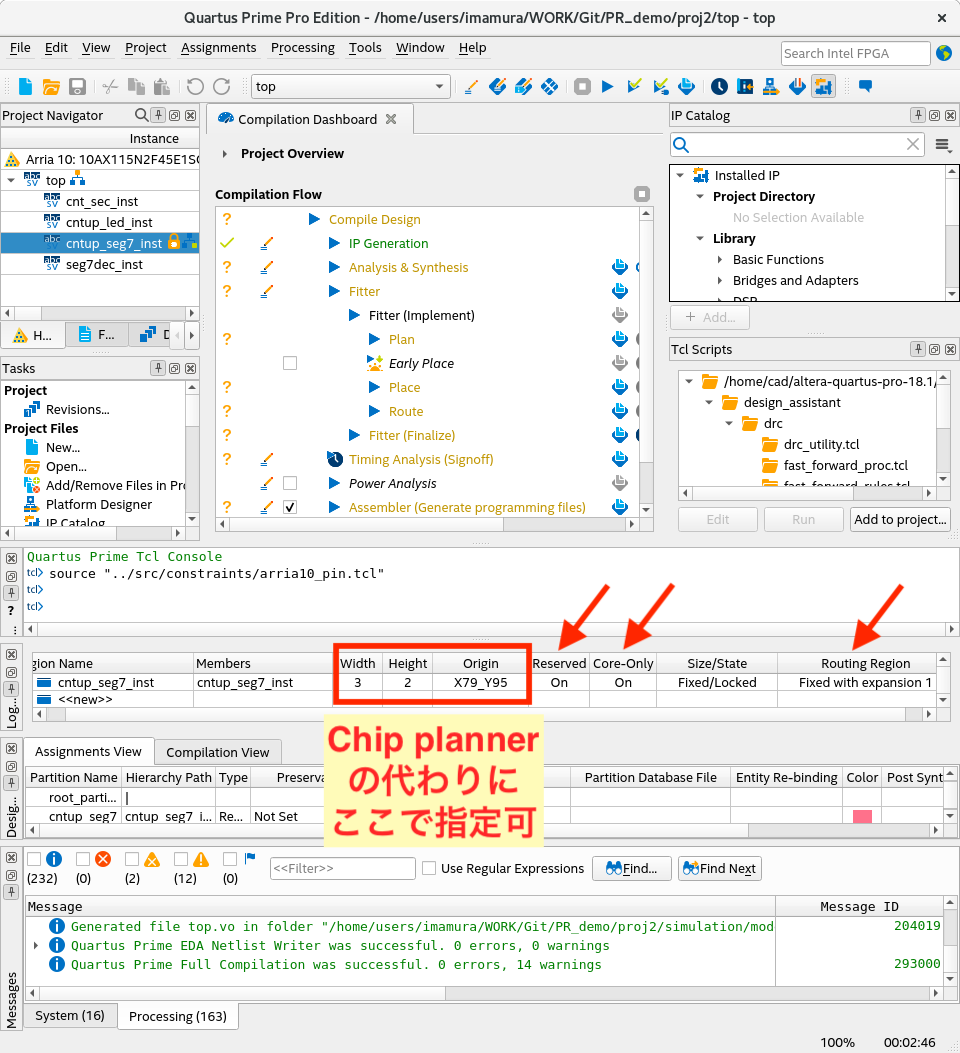 Quartus Prime Pro Edition - /home/users/imamura/WORK/Git/PR_demo/proj2/top - top
File Edit View Project Assignments Processing Tools Window Help
Search Intel FPGA
top
Project Navigator
Instance
Arria 10: 10AX115N2F45E1S
top
cnt_sec_inst
cntup_led_inst
cntup_seg7_inst
seg7dec_inst
H...
F...
Tasks
Project
Revisions...
Project Files
New...
Open...
Add/Remove Files in Pro
Platform Designer
IP Catalog
Compilation Dashboard
Project Overview
Compilation Flow
? Compile Design
IP Generation
? Analysis & Synthesis
? Fitter
Fitter (Implement)
? Plan
Early Place
? Place
? Route
? Fitter (Finalize)
? Timing Analysis (Signoff)
Power Analysis
? Assembler (Generate programming files)
IP Catalog
Installed IP
Project Directory
No Selection Available
Library
Basic Functions
Bridges and Adapters
DSP
+ Add...
Tcl Scripts
/home/cad/altera-quartus-pro-18.1/
design_assistant
drc
drc_utility.tcl
fast_forward_proc.tcl
fast_forward_rules.tcl
Edit Run Add to project...
Quartus Prime Tcl Console
tcl> source "../src/constraints/arria10_pin.tcl"
tcl>
tcl>
?
Log...
gion Name Members Width Height Origin Reserved Core-Only Size/State Routing Region
cntup_seg7_inst cntup_seg7_inst 3 2 X79_Y95 On On Fixed/Locked Fixed with expansion 1
<<new>>
Chip planner
の代わりに
ここで指定可
Desig...
Assignments View Compilation View
Partition Name Hierarchy Path Type Preserva Partition Database File Entity Re-binding Color Post Synt
root_parti... |
cntup_seg7 cntup_seg7_i... Re... Not Set
Messages
(232) (0) (2) (12) (0)
<<Filter>>
Use Regular Expressions
Find...
Find Next
Message Message ID
Generated file top.vo in folder "/home/users/imamura/WORK/Git/PR_demo/proj2/simulation/mod 204019
Quartus Prime EDA Netlist Writer was successful. 0 errors, 0 warnings
Quartus Prime Full Compilation was successful. 0 errors, 14 warnings 293000
System (16) Processing (163)
100% 00:02:46